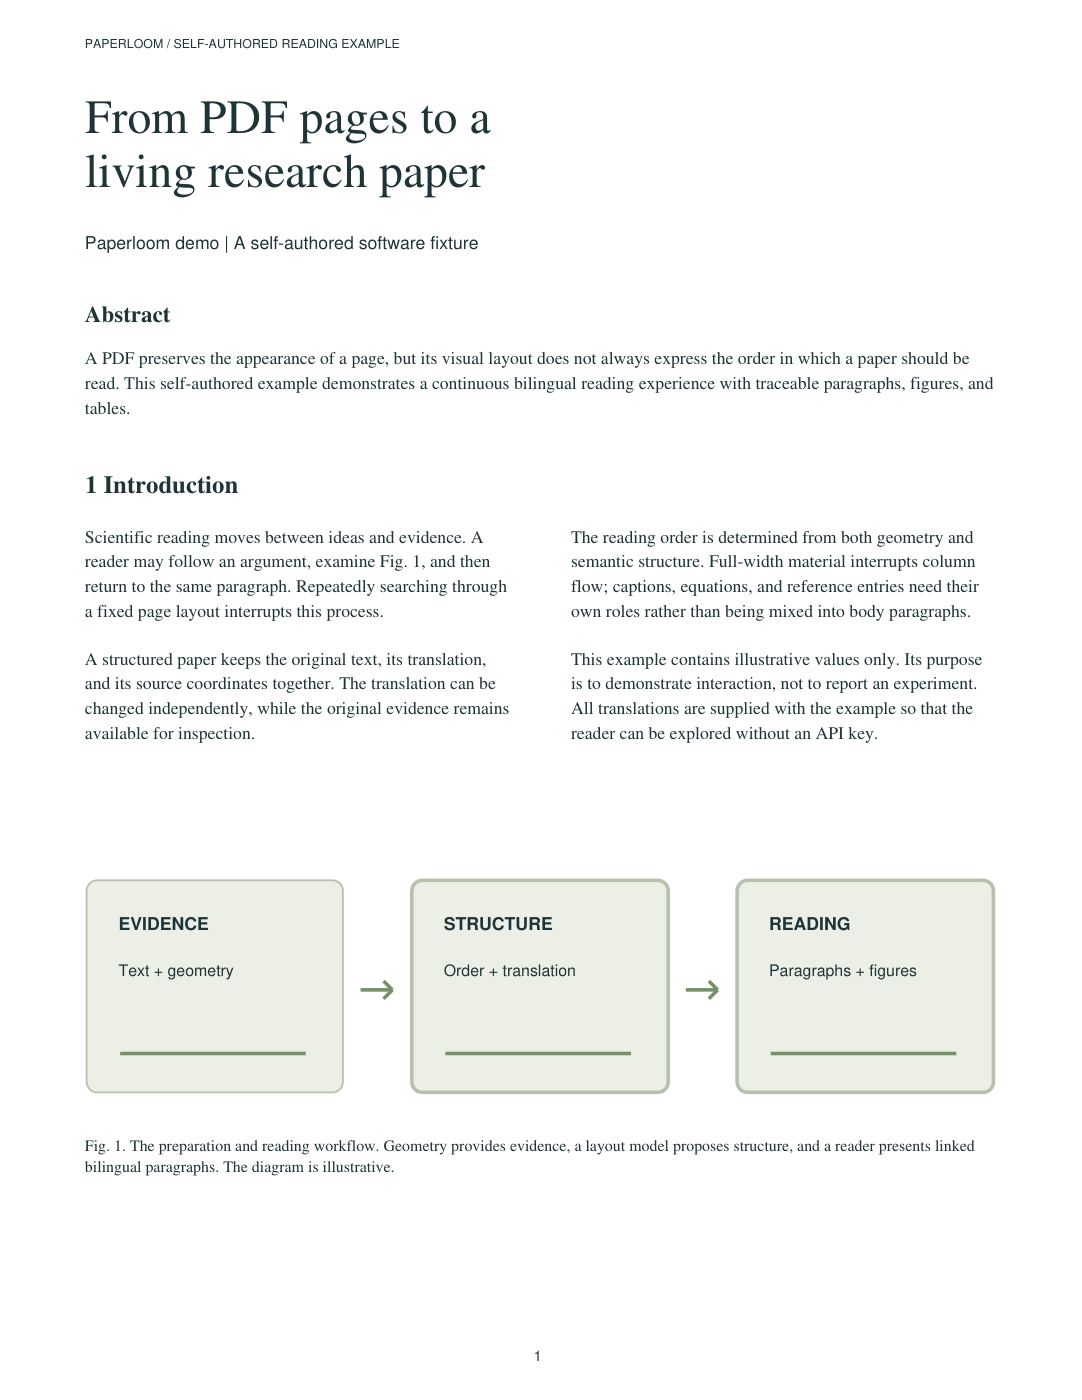 PAPERLOOM / SELF-AUTHORED READING EXAMPLE
From PDF pages to a
living research paper
Paperloom demo | A self-authored software fixture
Abstract
A PDF preserves the appearance of a page, but its visual layout does not always express the order in which a paper should be
read. This self-authored example demonstrates a continuous bilingual reading experience with traceable paragraphs, figures, and
tables.
1 Introduction
Scientific reading moves between ideas and evidence. A
reader may follow an argument, examine Fig. 1, and then
return to the same paragraph. Repeatedly searching through
a fixed page layout interrupts this process.
A structured paper keeps the original text, its translation,
and its source coordinates together. The translation can be
changed independently, while the original evidence remains
available for inspection.
The reading order is determined from both geometry and
semantic structure. Full-width material interrupts column
flow; captions, equations, and reference entries need their
own roles rather than being mixed into body paragraphs.
This example contains illustrative values only. Its purpose
is to demonstrate interaction, not to report an experiment.
All translations are supplied with the example so that the
reader can be explored without an API key.
EVIDENCE
Text + geometry
→
STRUCTURE
Order + translation
→
READING
Paragraphs + figures
Fig. 1. The preparation and reading workflow. Geometry provides evidence, a layout model proposes structure, and a reader presents linked
bilingual paragraphs. The diagram is illustrative.
1